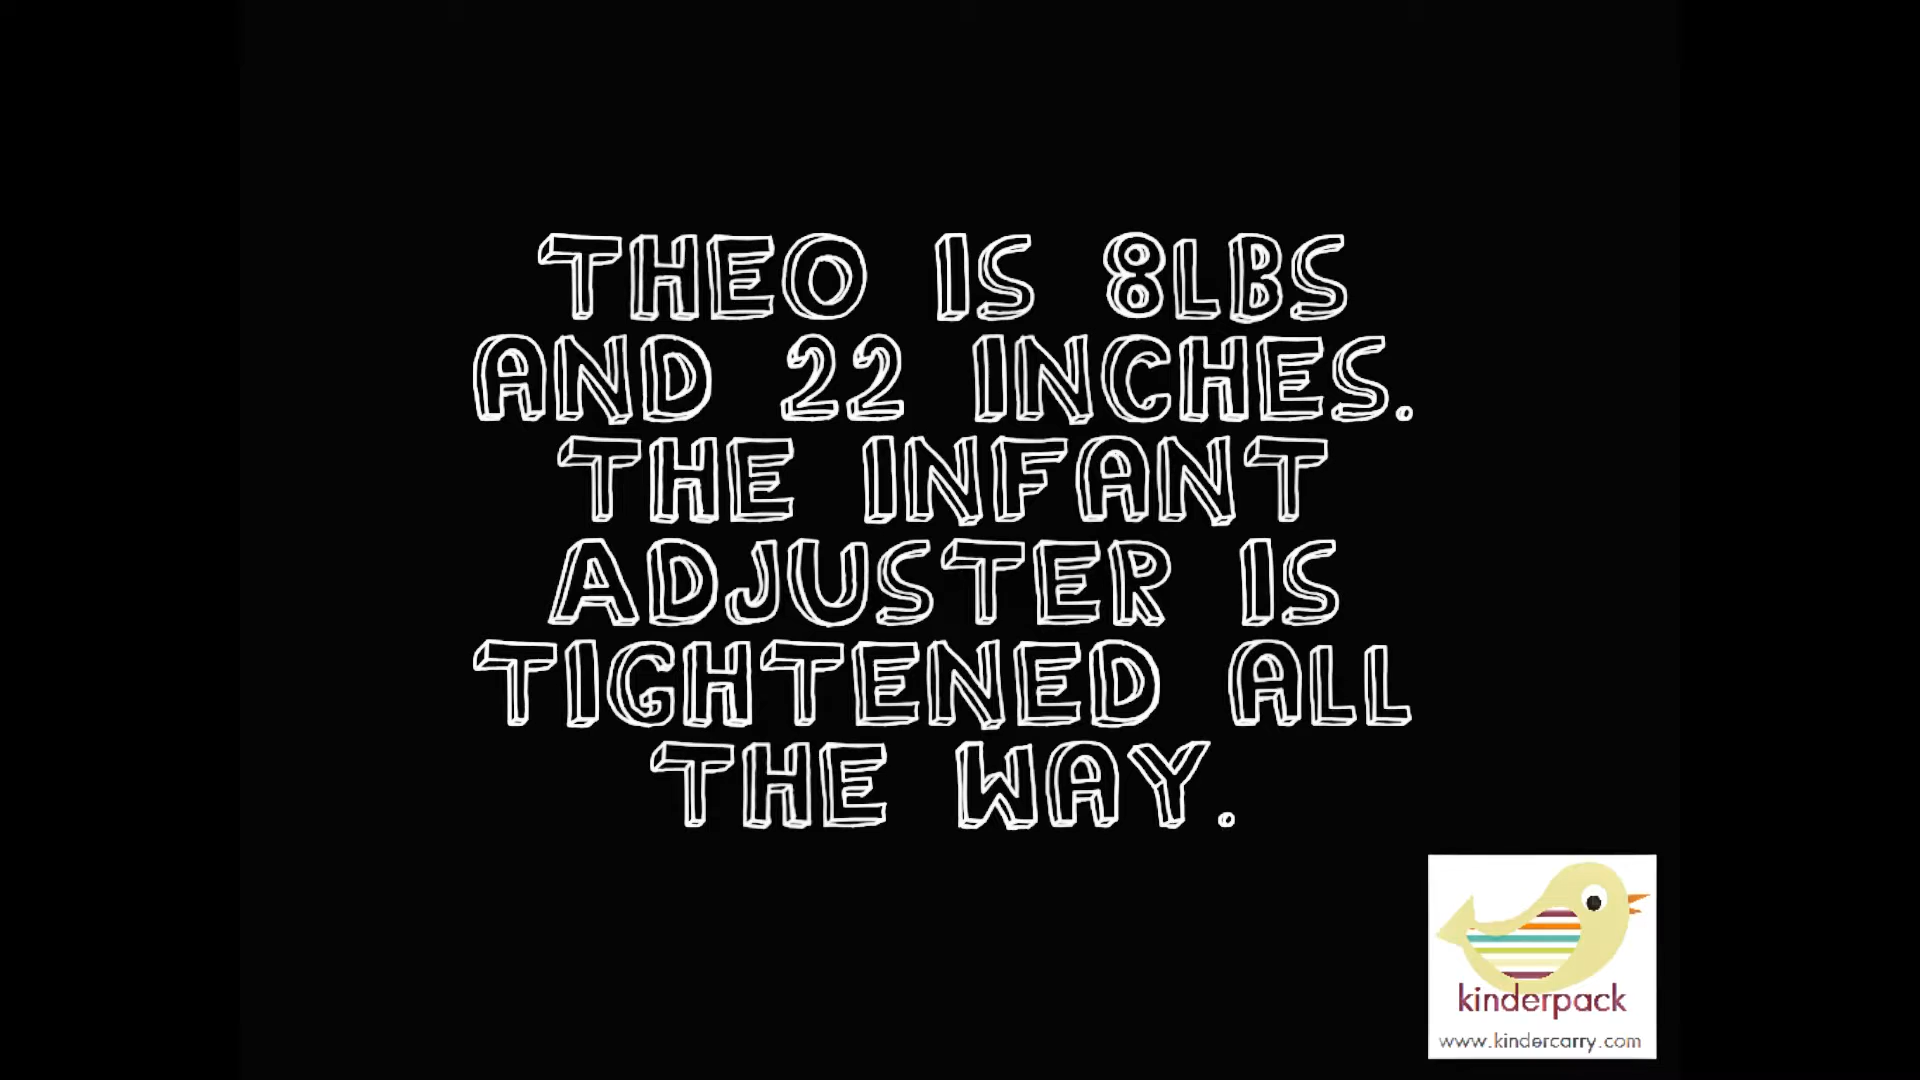 THEO IS 8LBS
AND 22 INCHES.
THE INFANT
ADJUSTER IS
TIGHTENED ALL
THE WAY.
kinderpack
www.kindercarry.com